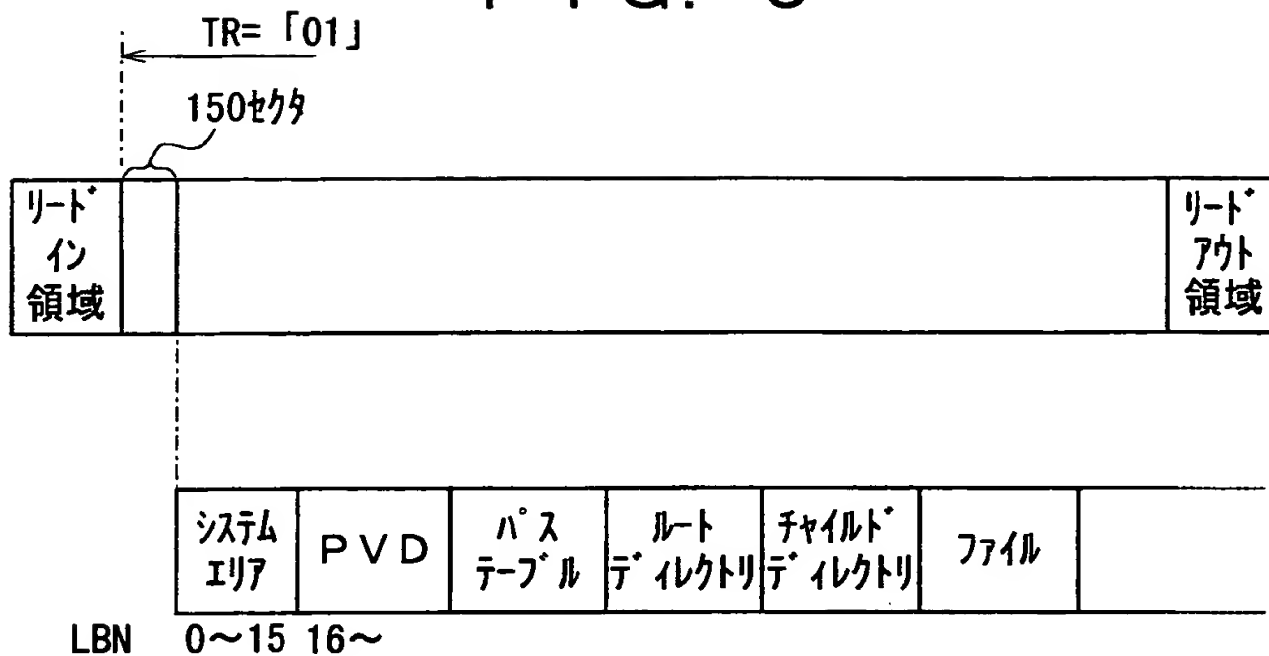 TR=「01」
150ｾｸﾀ
ﾘｰﾄﾞ
ｲﾝ
領域
ﾘｰﾄﾞ
ｱｳﾄ
領域
ｼｽﾃﾑ
ｴﾘｱ
ＰＶＤ
ﾊﾟｽ
ﾃｰﾌﾞﾙ
ﾙｰﾄ
ﾃﾞｨﾚｸﾄﾘ
ﾁｬｲﾙﾄﾞ
ﾃﾞｨﾚｸﾄﾘ
ﾌｧｲﾙ
LBN 0～15 16～